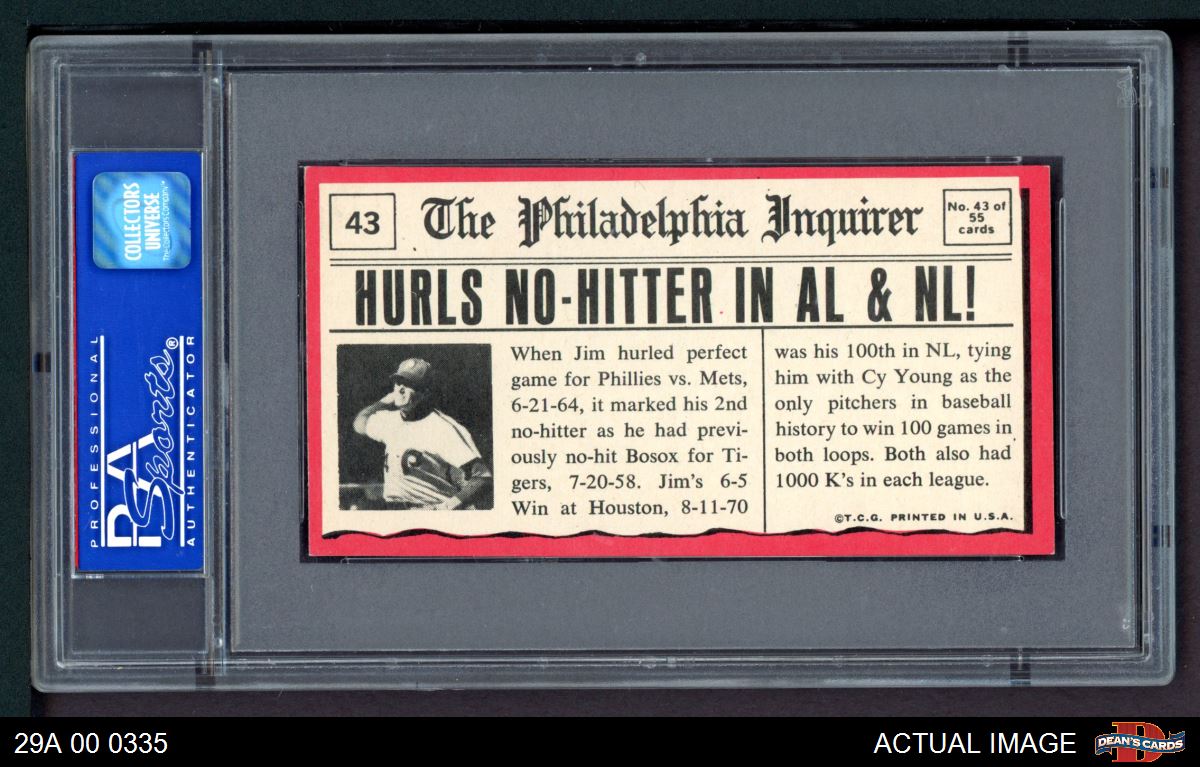 COLLECTORS
UNIVERSE
The Collectors Company™
PROFESSIONAL
PSA
Sports®
AUTHENTICATOR
43
The Philadelphia Inquirer
No. 43 of
55
cards
HURLS NO-HITTER IN AL & NL!
When Jim hurled perfect
game for Phillies vs. Mets,
6-21-64, it marked his 2nd
no-hitter as he had previ-
ously no-hit Bosox for Ti-
gers, 7-20-58. Jim's 6-5
Win at Houston, 8-11-70
was his 100th in NL, tying
him with Cy Young as the
only pitchers in baseball
history to win 100 games in
both loops. Both also had
1000 K's in each league.
©T.C.G. PRINTED IN U.S.A.
29A 00 0335
ACTUAL IMAGE
DEAN'S CARDS